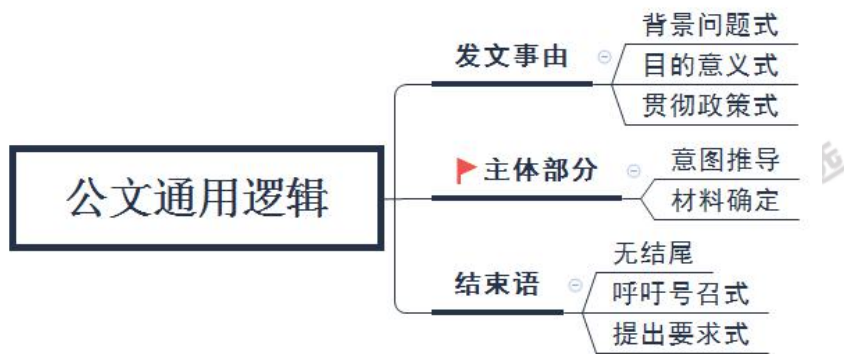 公文通用逻辑
发文事由
背景问题式
目的意义式
贯彻政策式
主体部分
意图推导
材料确定
结束语
无结尾
呼吁号召式
提出要求式